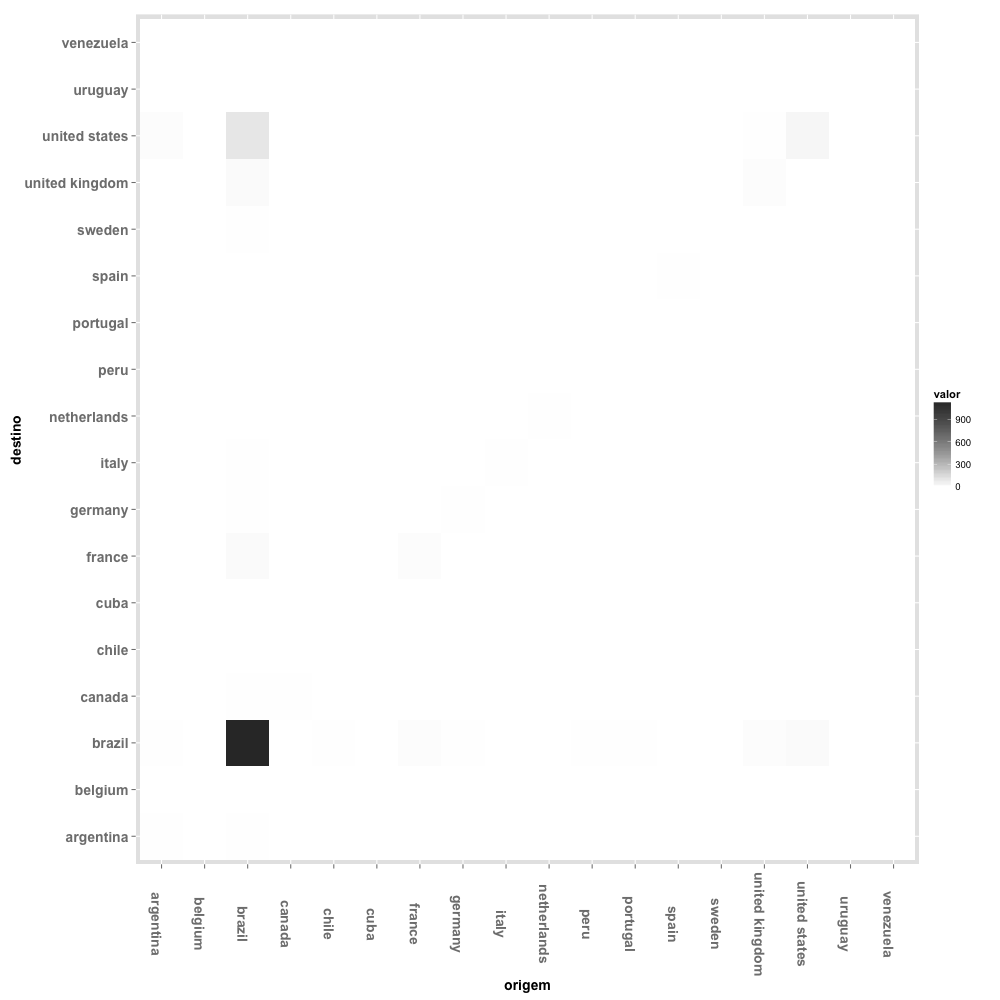 venezuela
uruguay
united states
united kingdom
sweden
spain
portugal
peru
netherlands
italy
germany
france
cuba
chile
canada
brazil
belgium
argentina
destino
argentina
belgium
brazil
canada
chile
cuba
france
germany
italy
netherlands
peru
portugal
spain
sweden
united kingdom
united states
uruguay
venezuela
origem
valor
900
600
300
0